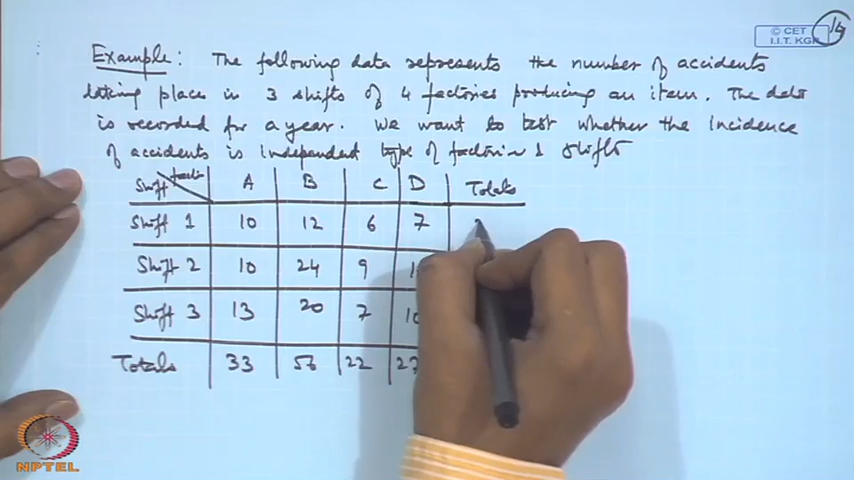 © CET
I.I.T. KGP
14
Example: The following data represents the number of accidents
taking place in 3 shifts of 4 factories producing an item. The data
is recorded for a year. We want to test whether the incidence
of accidents is independent type of factories / shifts
Shift A B C D Totals
Shift 1 10 12 6 7
Shift 2 10 24 9
Shift 3 13 20 7 10
Totals 33 56 22 27
NPTEL